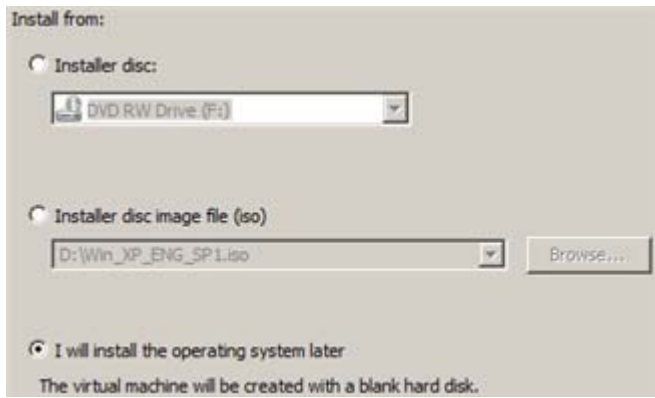 Install from:
Installer disc:
DVD RW Drive (F:)
Installer disc image file (iso)
D:\Win_XP_ENG_SP1.iso
Browse...
I will install the operating system later
The virtual machine will be created with a blank hard disk.